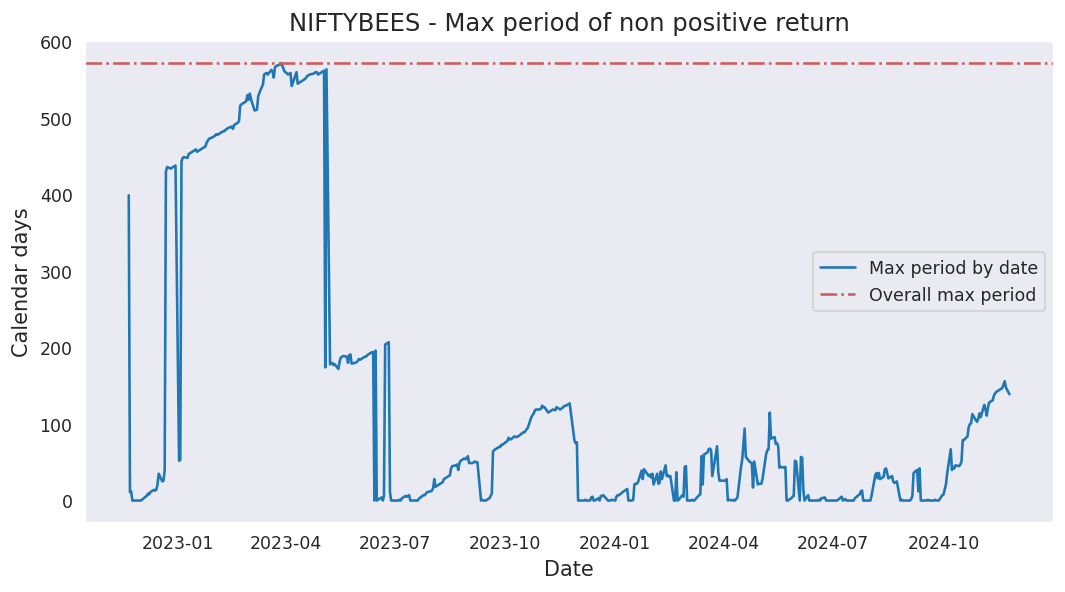 NIFTYBEES - Max period of non positive return
600
500
400
300
200
100
0
Calendar days
Max period by date
Overall max period
2023-01 2023-04 2023-07 2023-10 2024-01 2024-04 2024-07 2024-10
Date